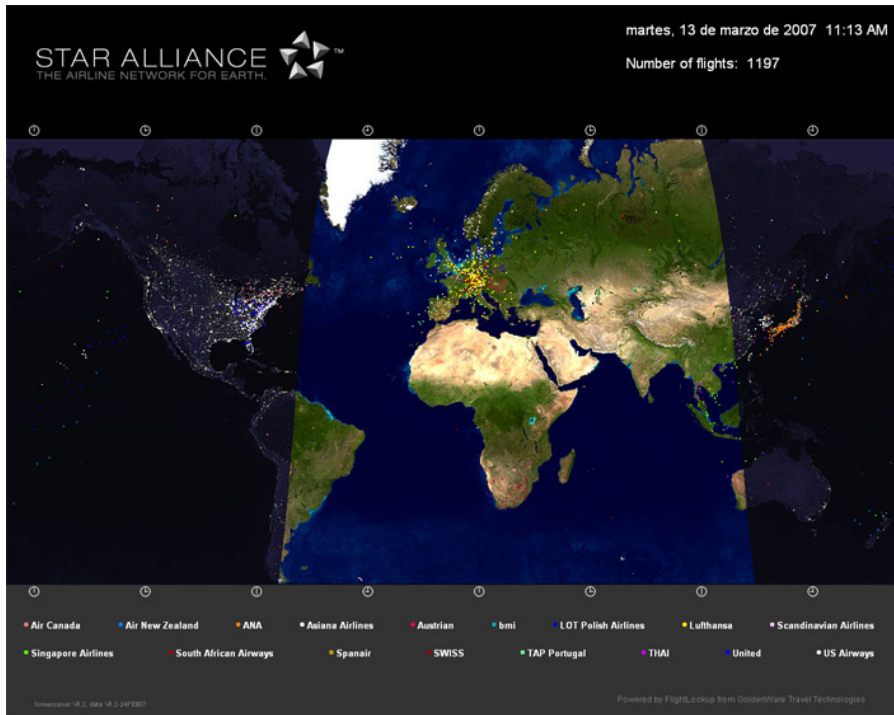 STAR ALLIANCE ™
THE AIRLINE NETWORK FOR EARTH.
martes, 13 de marzo de 2007 11:13 AM
Number of flights: 1197
Air Canada Air New Zealand ANA Asiana Airlines Austrian bmi LOT Polish Airlines Lufthansa Scandinavian Airlines
Singapore Airlines South African Airways Spanair SWISS TAP Portugal THAI United US Airways
Powered by FlightLookup from GoldenWare Travel Technologies